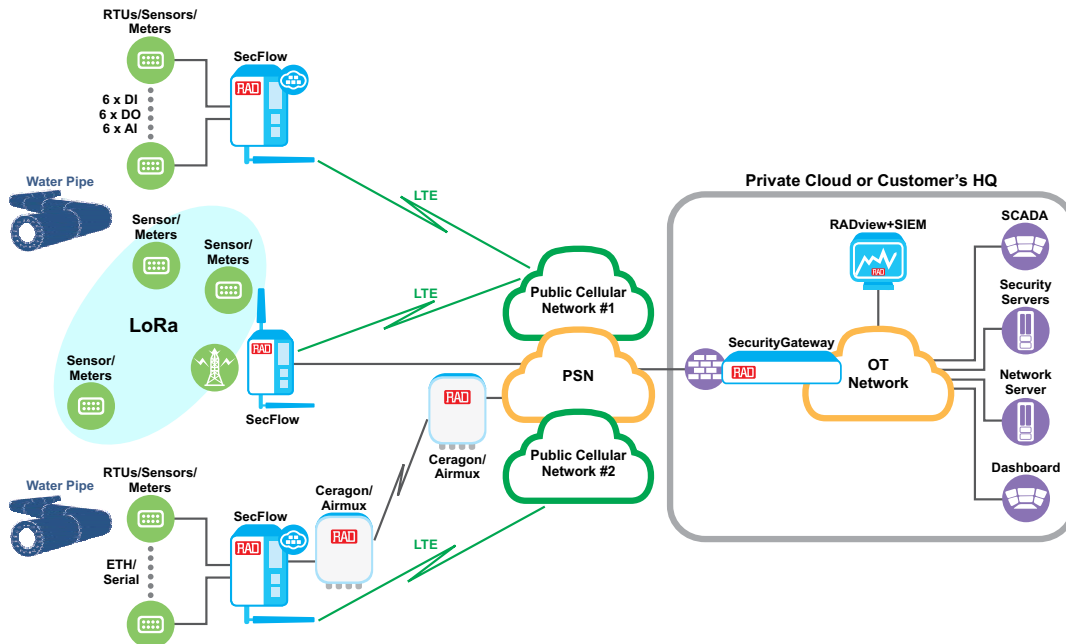 RTUs/Sensors/
Meters
SecFlow
RAD
6 x DI
6 x DO
6 x AI
Water Pipe
LTE
Sensor/
Meters
Sensor/
Meters
LoRa
Sensor/
Meters
RAD
SecFlow
LTE
Public Cellular
Network #1
PSN
RAD
Ceragon/
Airmux
Public Cellular
Network #2
Water Pipe
RTUs/Sensors/
Meters
ETH/
Serial
SecFlow
RAD
Ceragon/
Airmux
RAD
LTE
Private Cloud or Customer's HQ
RADview+SIEM
RAD
SecurityGateway
RAD
OT
Network
SCADA
Security
Servers
Network
Server
Dashboard